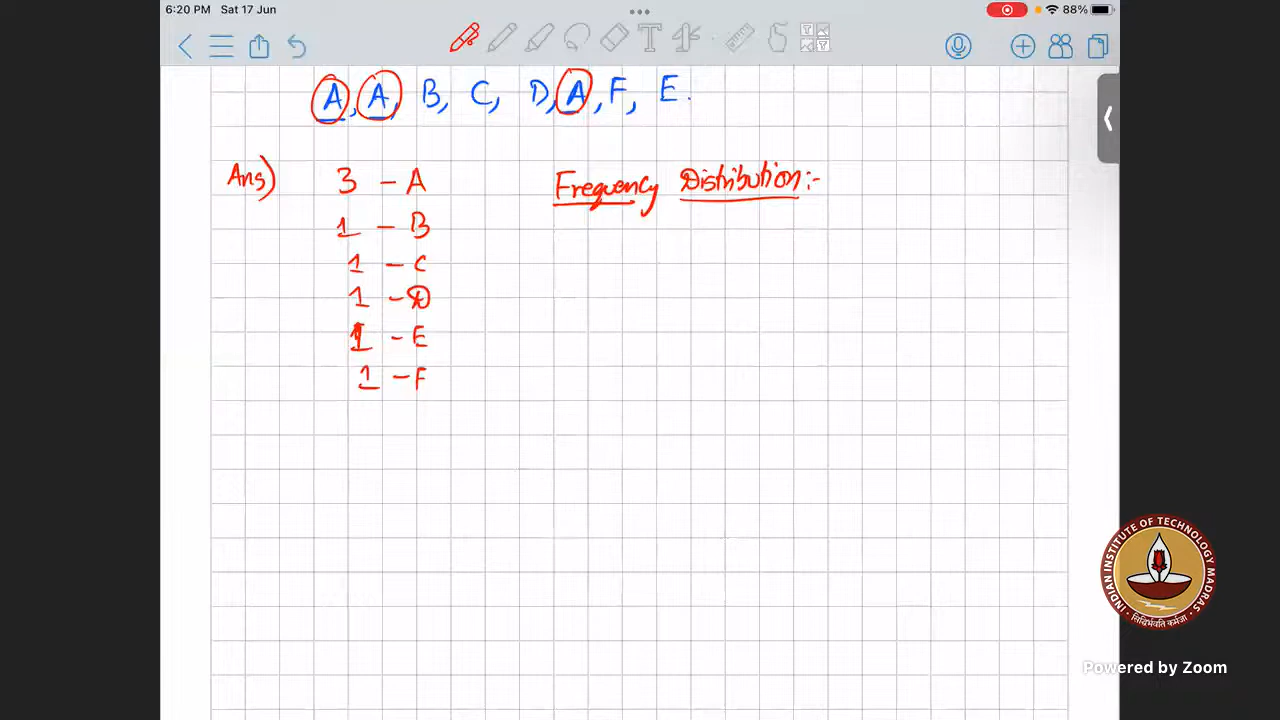 6:20 PM Sat 17 Jun
88%
A, A, B, C, D, A, F, E.
Ans) 3 - A Frequency Distribution:-
1 - B
1 - C
1 - D
1 - E
1 - F
INDIAN INSTITUTE OF TECHNOLOGY MADRAS
सिद्धिर्भवति कर्मजा
Powered by Zoom